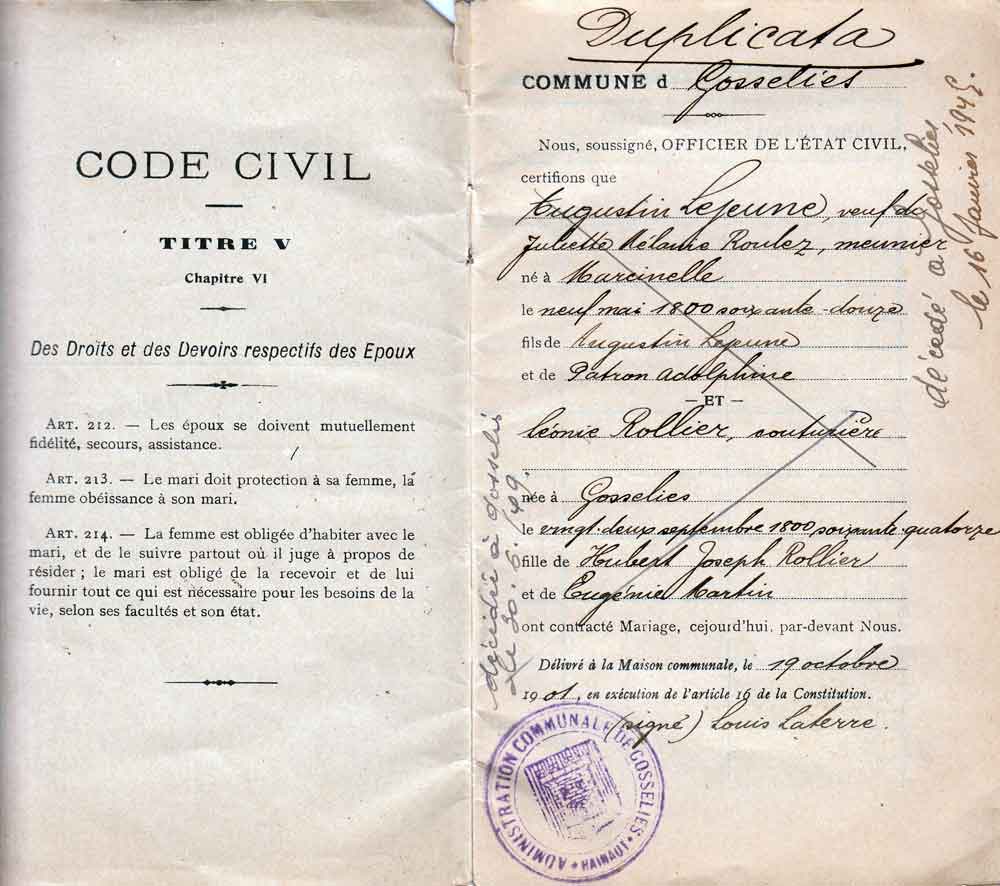 CODE CIVIL
TITRE V
Chapitre VI
Des Droits et des Devoirs respectifs des Epoux
ART. 212. — Les époux se doivent mutuellement
fidélité, secours, assistance.
ART. 213. — Le mari doit protection à sa femme, la
femme obéissance à son mari.
ART. 214. — La femme est obligée d'habiter avec le
mari, et de le suivre partout où il juge à propos de
résider ; le mari est obligé de la recevoir et de lui
fournir tout ce qui est nécessaire pour les besoins de la
vie, selon ses facultés et son état.
Duplicata
COMMUNE d Gosselies
Nous, soussigné, OFFICIER DE L'ÉTAT CIVIL,
certifions que
Augustin Lejeune, veuf de
Juliette Mélanie Roulez, meunier
né à Marcinelle
le neuf mai 1800 soixante-douze
fils de Augustin Lejeune
et de Patron Adolphine
— ET —
Léonie Rollier, couturière
née à Gosselies
le vingt-deux septembre 1800 soixante-quatorze
fille de Hubert Joseph Rollier
et de Eugénie Martin
ont contracté Mariage, cejourd'hui, par-devant Nous.
Délivré à la Maison communale, le 19 octobre
1901, en exécution de l'article 16 de la Constitution.
(signé) Louis Laterre.
ADMINISTRATION COMMUNALE DE GOSSELIES
HAINAUT
décédé à Gosselies
le 16 janvier 1945.
décidé à Gosselis
le 30.6.49.